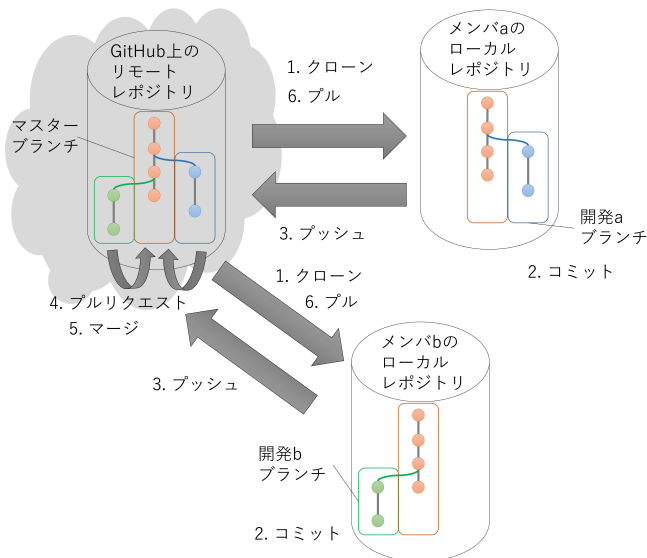 GitHub上の
リモート
レポジトリ
マスター
ブランチ
1. クローン
6. プル
3. プッシュ
メンバaの
ローカル
レポジトリ
開発a
ブランチ
2. コミット
4. プルリクエスト
5. マージ
1. クローン
6. プル
3. プッシュ
メンバbの
ローカル
レポジトリ
開発b
ブランチ
2. コミット